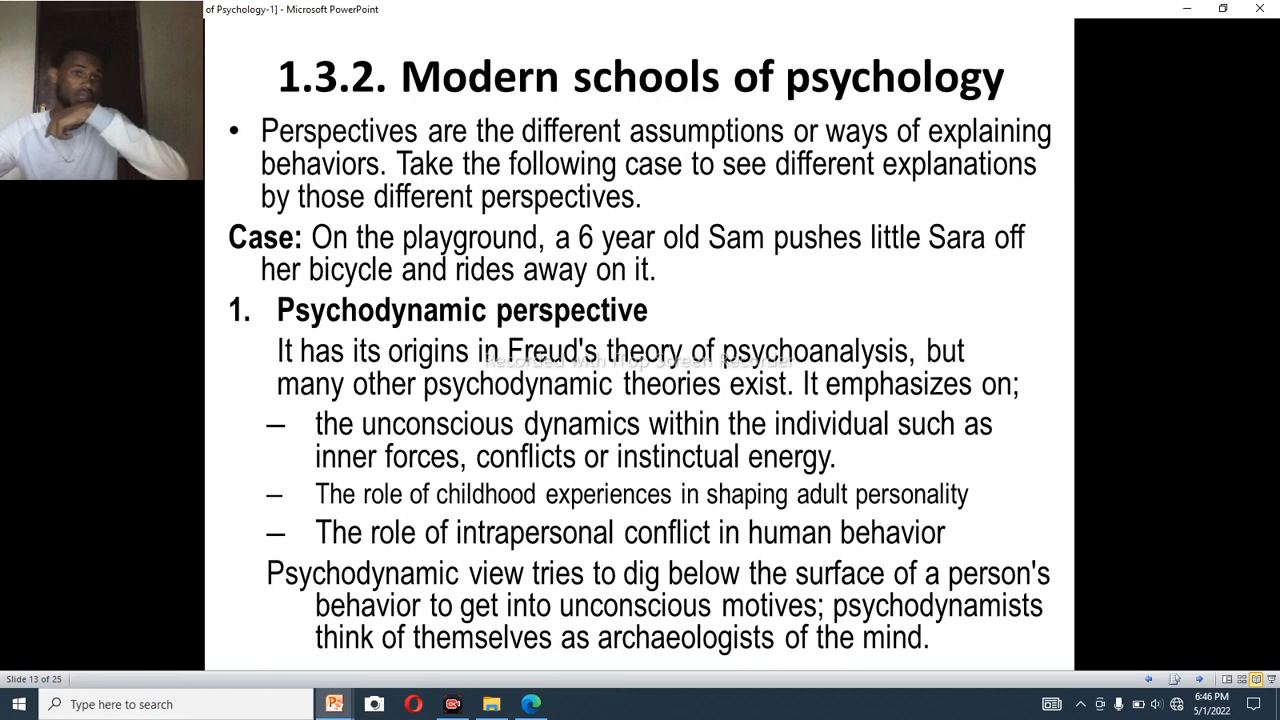 of Psychology-1] - Microsoft PowerPoint
1.3.2. Modern schools of psychology
• Perspectives are the different assumptions or ways of explaining
behaviors. Take the following case to see different explanations
by those different perspectives.
Case: On the playground, a 6 year old Sam pushes little Sara off
her bicycle and rides away on it.
1. Psychodynamic perspective
It has its origins in Freud's theory of psychoanalysis, but
Recorded with iTop Screen Recorder
many other psychodynamic theories exist. It emphasizes on;
– the unconscious dynamics within the individual such as
inner forces, conflicts or instinctual energy.
– The role of childhood experiences in shaping adult personality
– The role of intrapersonal conflict in human behavior
Psychodynamic view tries to dig below the surface of a person's
behavior to get into unconscious motives; psychodynamists
think of themselves as archaeologists of the mind.
Slide 13 of 25
Type here to search
6:46 PM
5/1/2022